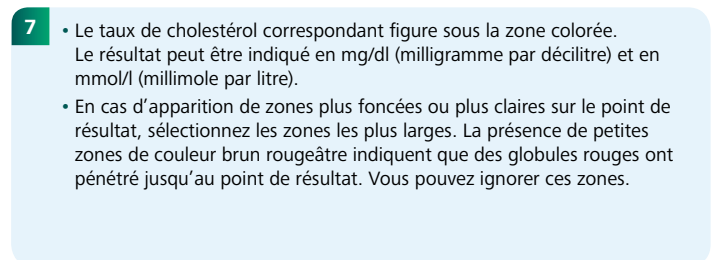 7
• Le taux de cholestérol correspondant figure sous la zone colorée.
Le résultat peut être indiqué en mg/dl (milligramme par décilitre) et en
mmol/l (millimole par litre).
• En cas d’apparition de zones plus foncées ou plus claires sur le point de
résultat, sélectionnez les zones les plus larges. La présence de petites
zones de couleur brun rougeâtre indiquent que des globules rouges ont
pénétré jusqu’au point de résultat. Vous pouvez ignorer ces zones.